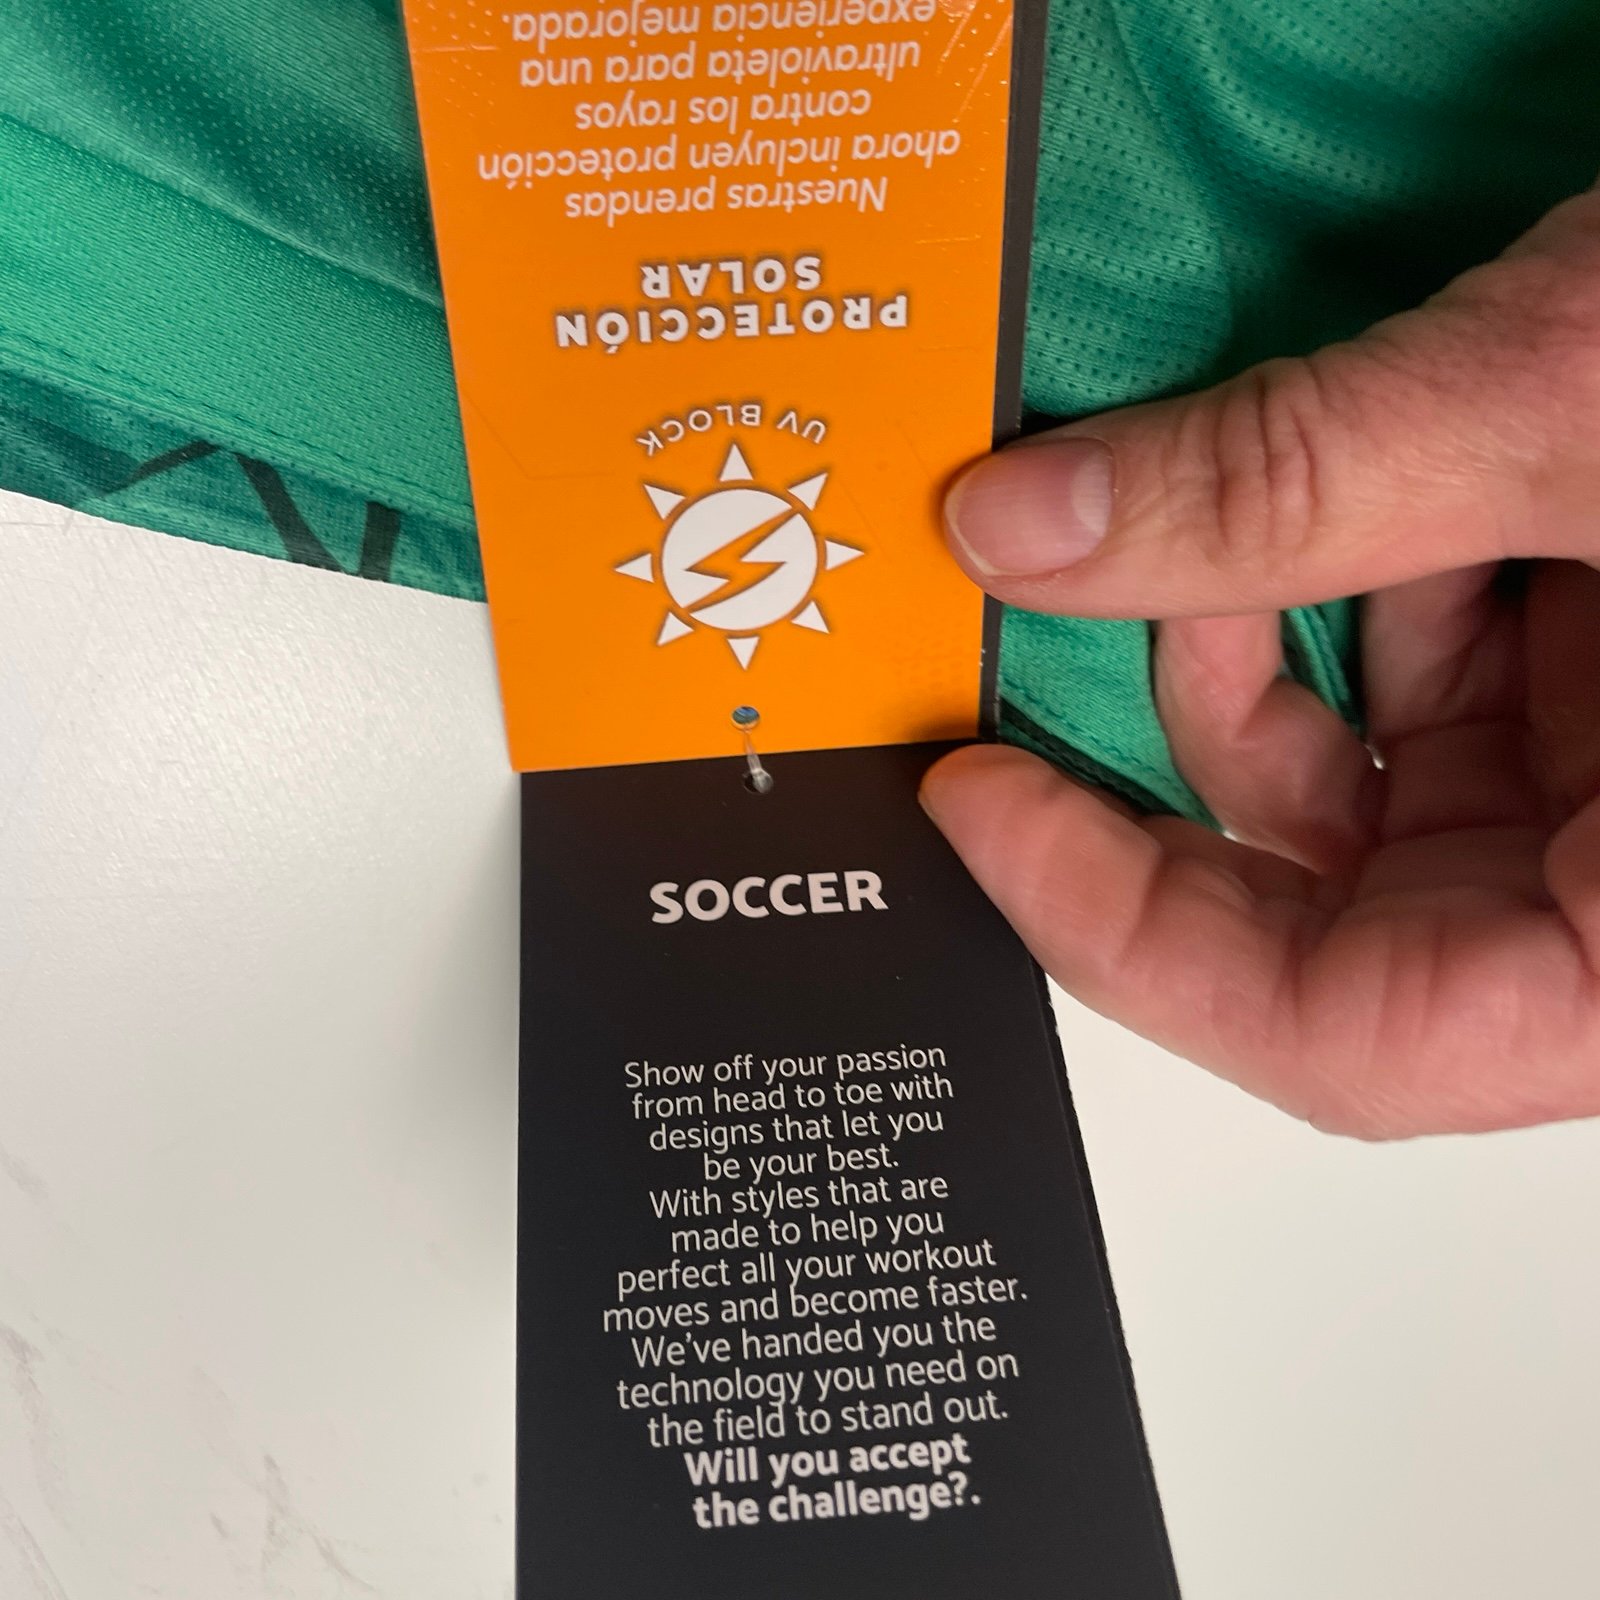 UV BLOCK
PROTECCIÓN
SOLAR
Nuestras prendas
ahora incluyen protección
contra los rayos
ultravioleta para una
experiencia mejorada.
SOCCER
Show off your passion
from head to toe with
designs that let you
be your best.
With styles that are
made to help you
perfect all your workout
moves and become faster.
We've handed you the
technology you need on
the field to stand out.
Will you accept
the challenge?.